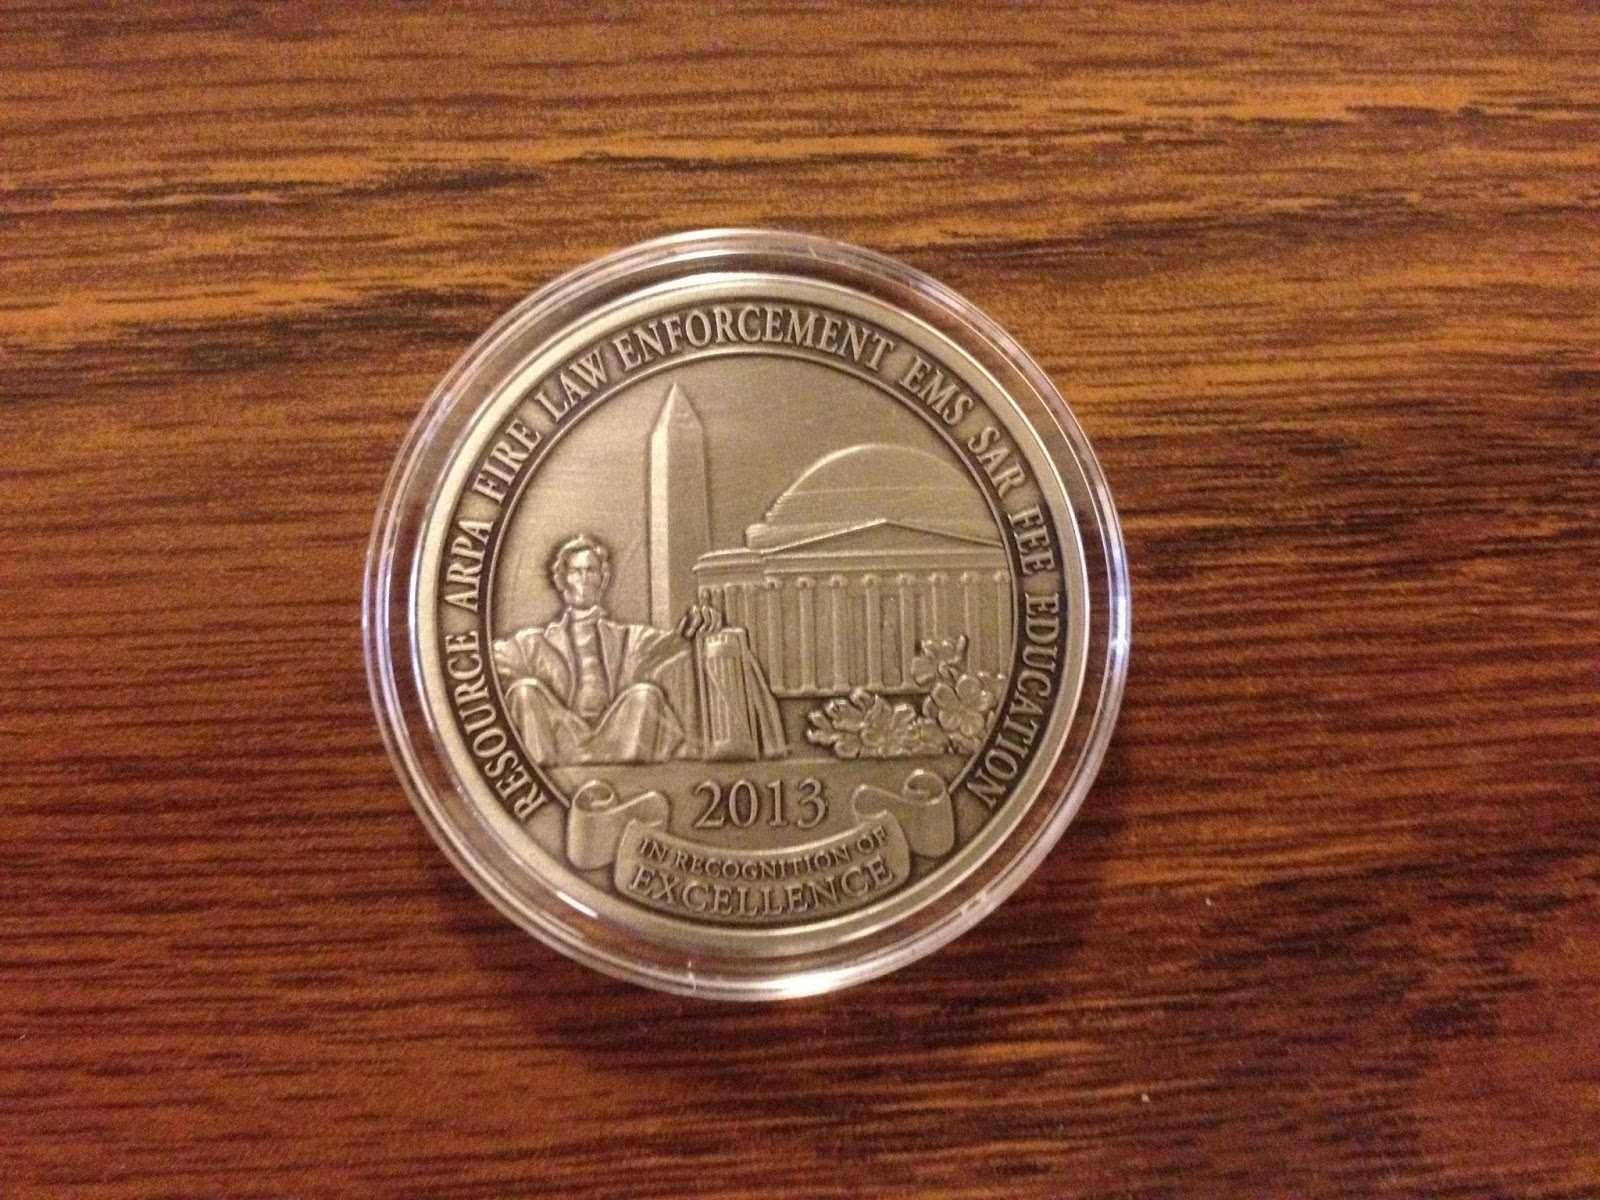 RESOURCE ARPA FIRE LAW ENFORCEMENT EMS SAR FEE EDUCATION
2013
IN RECOGNITION OF
EXCELLENCE